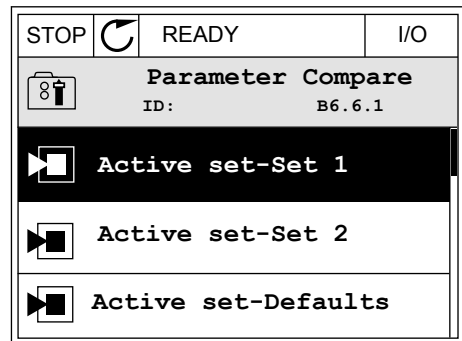 STOP READY I/O
Parameter Compare
ID: B6.6.1
Active set-Set 1
Active set-Set 2
Active set-Defaults